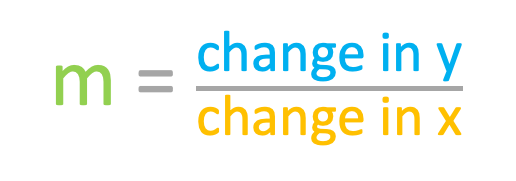 change in y
m =
change in x